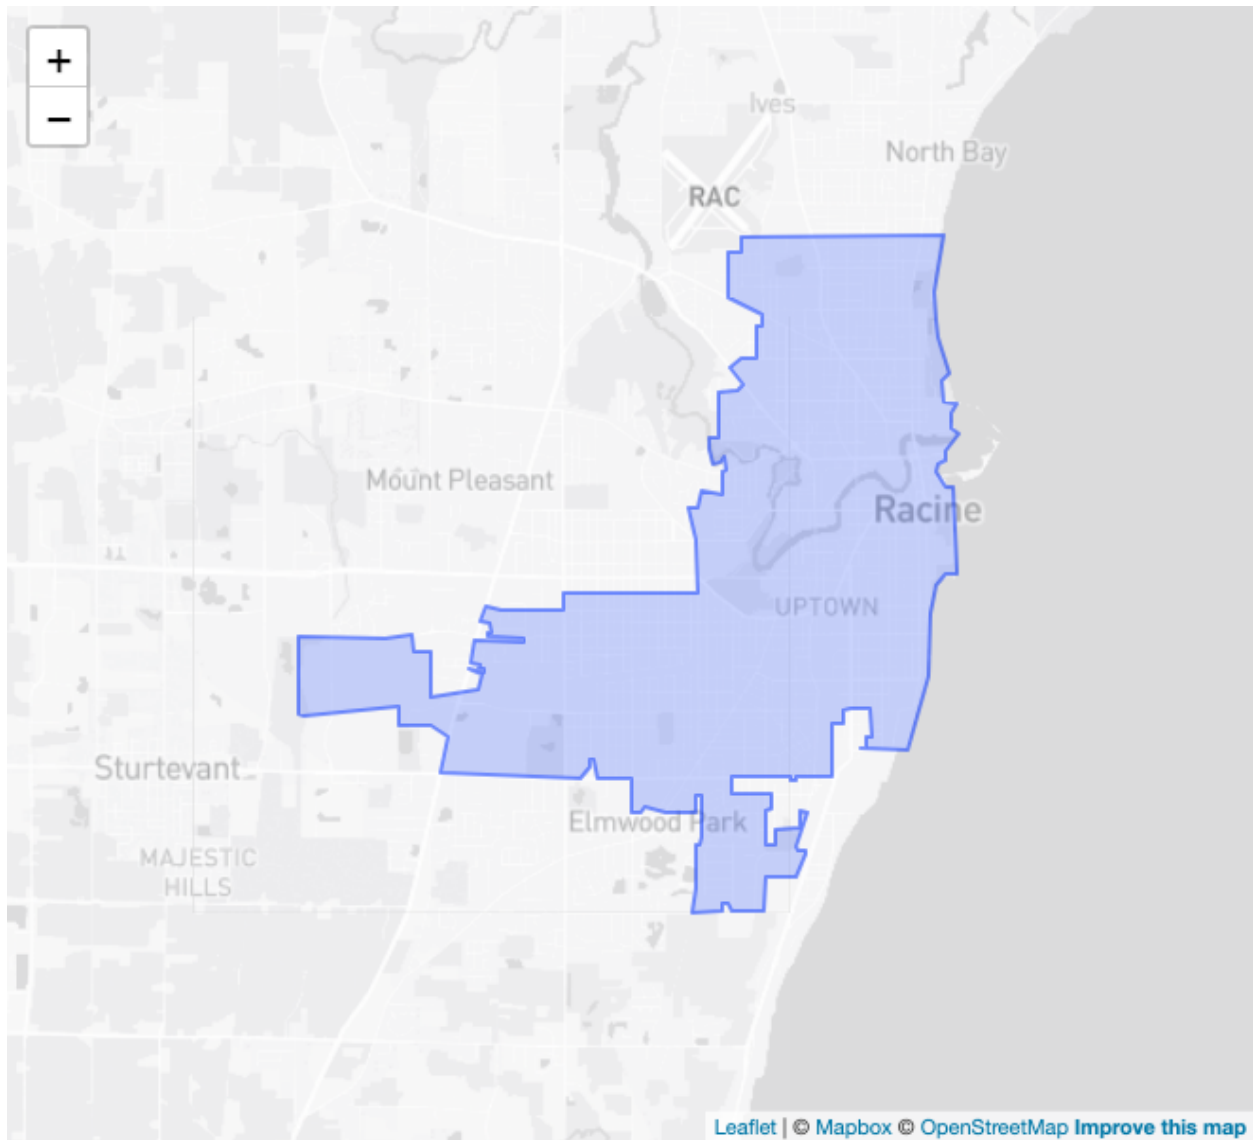 +
−
Ives
North Bay
RAC
Mount Pleasant
Racine
UPTOWN
Sturtevant
Elmwood Park
MAJESTIC
HILLS
Leaflet | © Mapbox © OpenStreetMap Improve this map